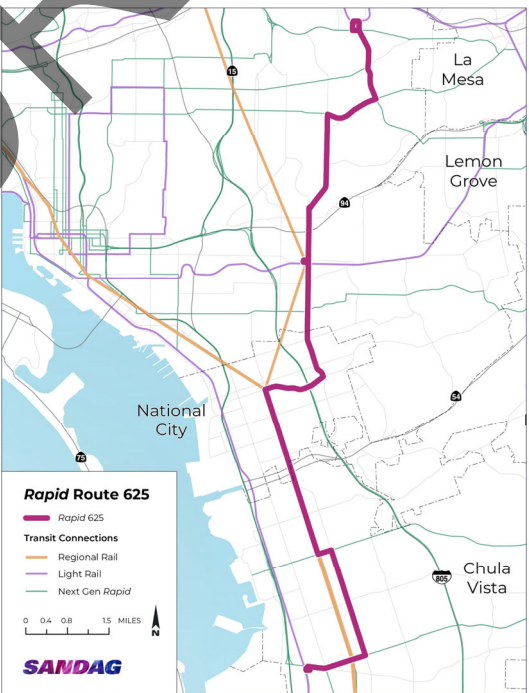 La
Mesa
15
Lemon
Grove
94
National
City
54
75
Rapid Route 625
Rapid 625
Transit Connections
Regional Rail
Light Rail
Next Gen Rapid
0 0.4 0.8 1.5 MILES
N
SANDAG
805
Chula
Vista